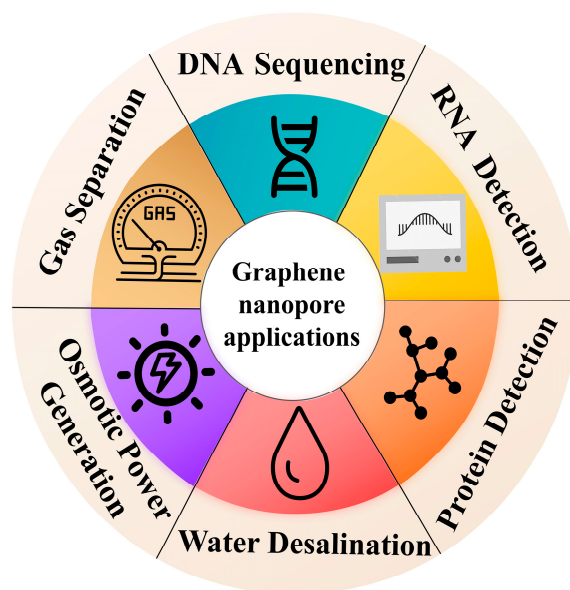 DNA Sequencing
RNA Detection
Protein Detection
Water Desalination
Osmotic Power
Generation
Gas Separation
GAS
Graphene
nanopore
applications